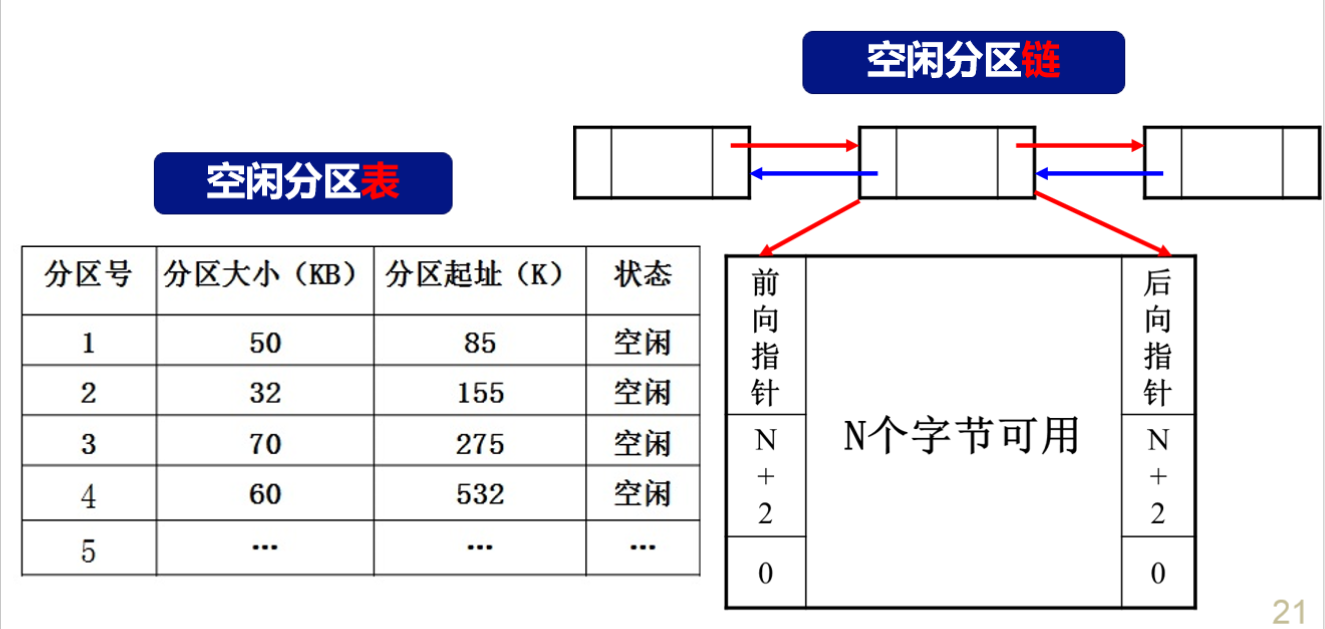 空闲分区链
空闲分区表
分区号 分区大小（KB） 分区起址（K） 状态
1 50 85 空闲
2 32 155 空闲
3 70 275 空闲
4 60 532 空闲
5 … … …
前向指针
N+2
0
N个字节可用
后向指针
N+2
0
21